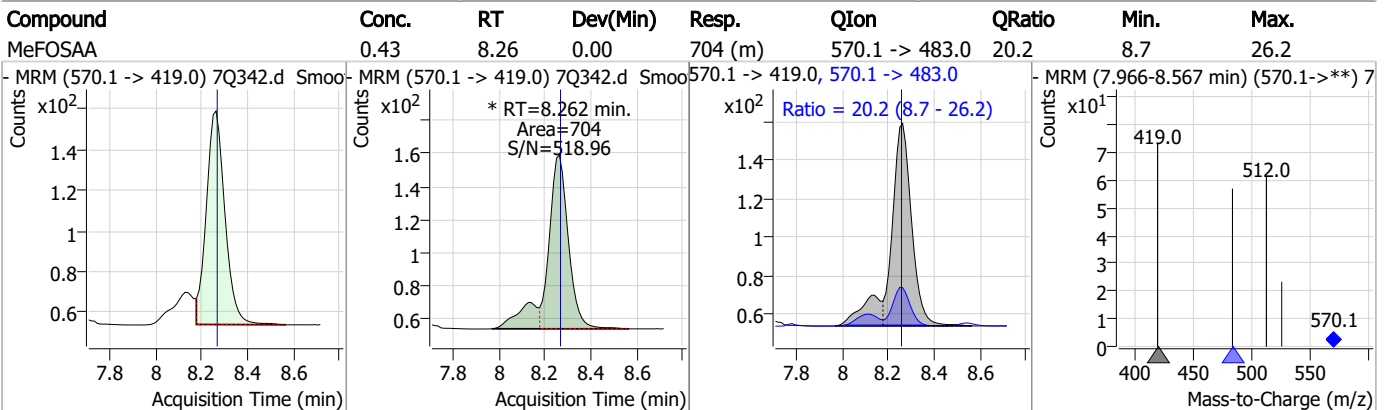 Compound Conc. RT Dev(Min) Resp. QIon QRatio Min. Max.
MeFOSAA 0.43 8.26 0.00 704 (m) 570.1 -> 483.0 20.2 8.7 26.2
- MRM (570.1 -> 419.0) 7Q342.d Smoo
Counts
x10²
1.4
1.2
1
0.8
0.6
7.8 8 8.2 8.4 8.6
Acquisition Time (min)
- MRM (570.1 -> 419.0) 7Q342.d Smoo
Counts
x10²
* RT=8.262 min.
Area=704
S/N=518.96
1.6
1.4
1.2
1
0.8
0.6
7.8 8 8.2 8.4 8.6
Acquisition Time (min)
570.1 -> 419.0, 570.1 -> 483.0
Counts
x10²
Ratio = 20.2 (8.7 - 26.2)
1.4
1.2
1
0.8
0.6
7.8 8 8.2 8.4 8.6
Acquisition Time (min)
- MRM (7.966-8.567 min) (570.1->**) 7
Counts
x10¹
419.0
512.0
570.1
7
6
5
4
3
2
1
0
400 450 500 550
Mass-to-Charge (m/z)